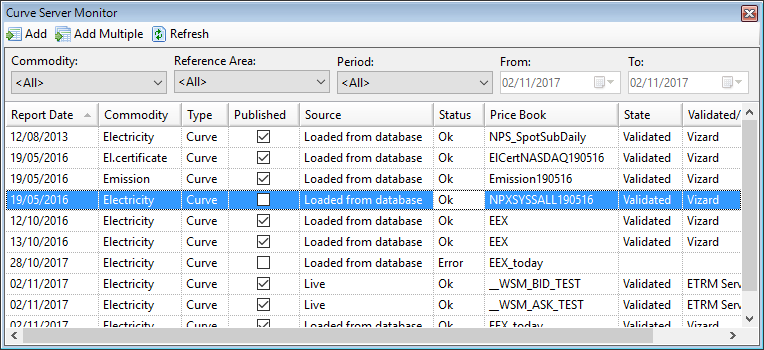 Curve Server Monitor
Add Add Multiple Refresh
Commodity: Reference Area: Period: From: To:
<All> <All> <All> 02/11/2017 02/11/2017
Report Date Commodity Type Published Source Status Price Book State Validated/
12/08/2013 Electricity Curve Loaded from database Ok NPS_SpotSubDaily Validated Vizard
19/05/2016 El.certificate Curve Loaded from database Ok ElCertNASDAQ190516 Validated Vizard
19/05/2016 Emission Curve Loaded from database Ok Emission190516 Validated Vizard
19/05/2016 Electricity Curve Loaded from database Ok NPXSYSSALL190516 Validated Vizard
12/10/2016 Electricity Curve Loaded from database Ok EEX Validated Vizard
13/10/2016 Electricity Curve Loaded from database Ok EEX Validated Vizard
28/10/2017 Electricity Curve Loaded from database Error EEX_today
02/11/2017 Electricity Curve Live Ok __WSM_BID_TEST Validated ETRM Serv
02/11/2017 Electricity Curve Live Ok __WSM_ASK_TEST Validated ETRM Serv
02/11/2017 Electricity Curve Loaded from database Ok EEX_today Validated Vizard